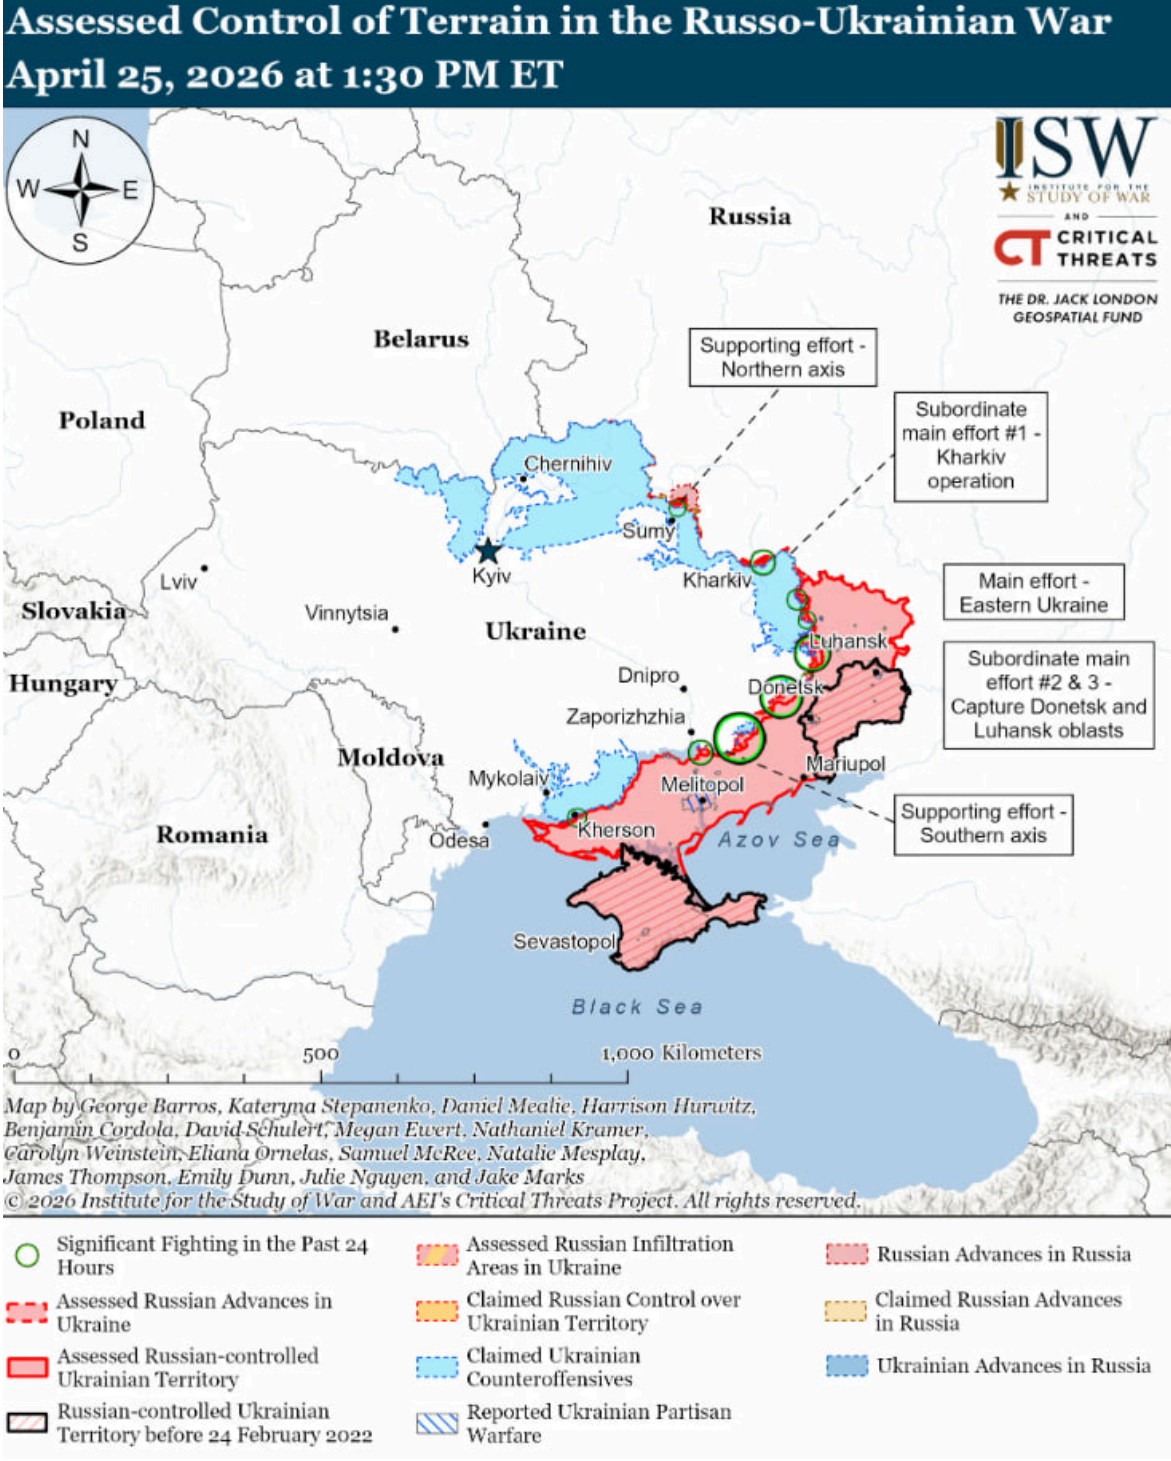 Assessed Control of Terrain in the Russo-Ukrainian War
April 25, 2026 at 1:30 PM ET
N
W
E
S
ISW
INSTITUTE FOR THE
STUDY OF WAR
AND
CT CRITICAL
THREATS
THE DR. JACK LONDON
GEOSPATIAL FUND
Russia
Belarus
Poland
Supporting effort -
Northern axis
Subordinate
main effort #1 -
Kharkiv
operation
Chernihiv
Sumy
Kyiv
Kharkiv
Lviv
Slovakia
Vinnytsia
Ukraine
Main effort -
Eastern Ukraine
Luhansk
Hungary
Dnipro
Donetsk
Subordinate main
effort #2 & 3 -
Capture Donetsk and
Luhansk oblasts
Zaporizhzhia
Moldova
Mariupol
Mykolaiv
Melitopol
Romania
Odesa
Kherson
Azov Sea
Supporting effort -
Southern axis
Sevastopol
Black Sea
0
500
1,000 Kilometers
Map by George Barros, Kateryna Stepanenko, Daniel Mealie, Harrison Hurwitz,
Benjamin Cordola, David Schulert, Megan Ewert, Nathaniel Kramer,
Carolyn Weinstein, Eliana Ornelas, Samuel McRee, Natalie Mesplay,
James Thompson, Emily Dunn, Julie Nguyen, and Jake Marks
© 2026 Institute for the Study of War and AEI's Critical Threats Project. All rights reserved.
Significant Fighting in the Past 24
Hours
Assessed Russian Advances in
Ukraine
Assessed Russian-controlled
Ukrainian Territory
Russian-controlled Ukrainian
Territory before 24 February 2022
Assessed Russian Infiltration
Areas in Ukraine
Claimed Russian Control over
Ukrainian Territory
Claimed Ukrainian
Counteroffensives
Reported Ukrainian Partisan
Warfare
Russian Advances in Russia
Claimed Russian Advances
in Russia
Ukrainian Advances in Russia